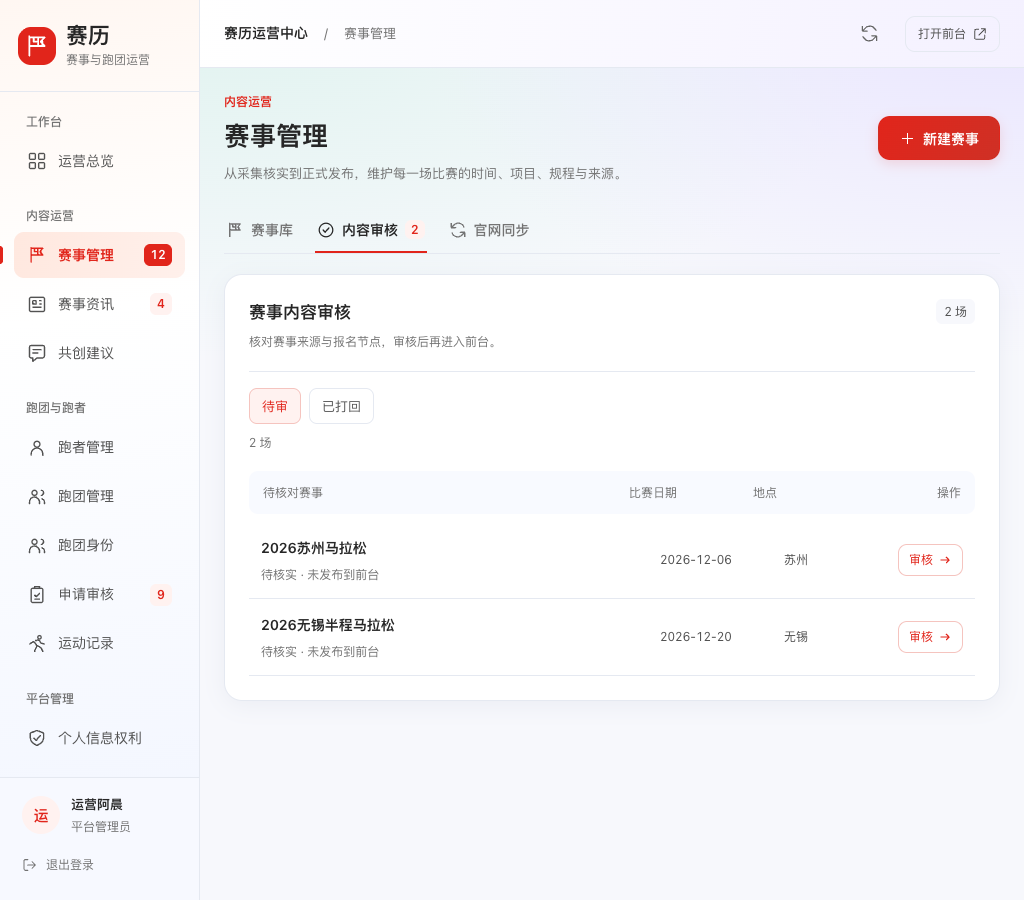 赛历
赛事与跑团运营
工作台
运营总览
内容运营
赛事管理 12
赛事资讯 4
共创建议
跑团与跑者
跑者管理
跑团管理
跑团身份
申请审核 9
运动记录
平台管理
个人信息权利
运
运营阿晨
平台管理员
退出登录
赛历运营中心 / 赛事管理
打开前台
内容运营
赛事管理
从采集核实到正式发布，维护每一场比赛的时间、项目、规程与来源。
新建赛事
赛事库 内容审核 2 官网同步
赛事内容审核
2 场
核对赛事来源与报名节点，审核后再进入前台。
待审 已打回
2 场
待核对赛事 比赛日期 地点 操作
2026苏州马拉松
待核实 · 未发布到前台
2026-12-06 苏州 审核
2026无锡半程马拉松
待核实 · 未发布到前台
2026-12-20 无锡 审核